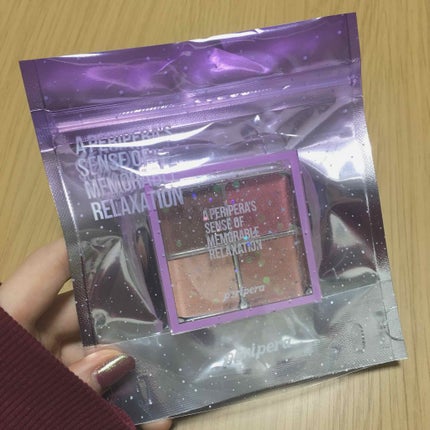 A PERIPERA'S
SENSE OF
MEMORABLE
RELAXATION
A PERIPERA'S
SENSE OF
MEMORABLE
RELAXATION
peripera
peripera